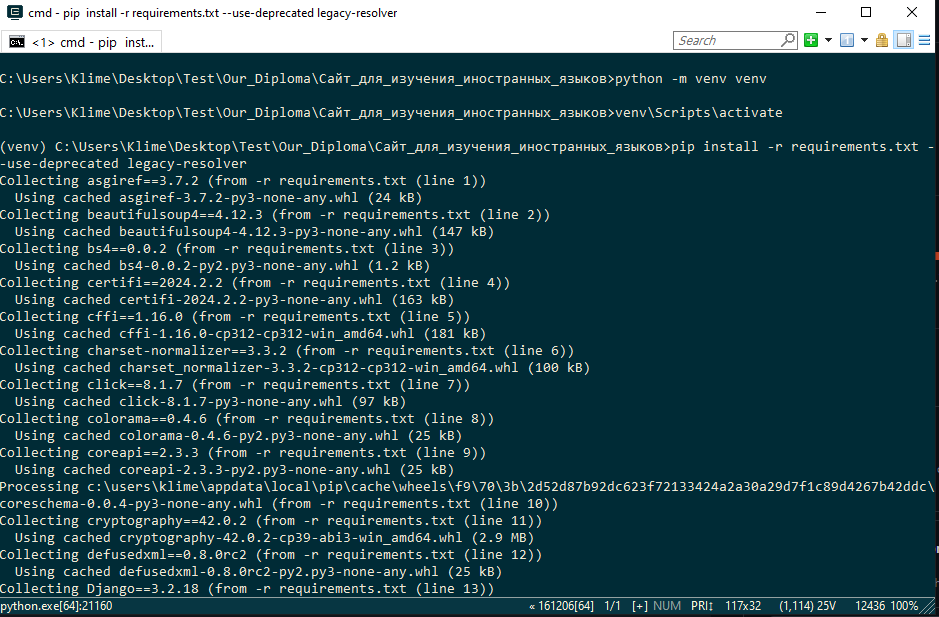 cmd - pip install -r requirements.txt --use-deprecated legacy-resolver
<1> cmd - pip inst...
Search
C:\Users\Klime\Desktop\Test\Our_Diploma\Сайт_для_изучения_иностранных_языков>python -m venv venv
C:\Users\Klime\Desktop\Test\Our_Diploma\Сайт_для_изучения_иностранных_языков>venv\Scripts\activate
(venv) C:\Users\Klime\Desktop\Test\Our_Diploma\Сайт_для_изучения_иностранных_языков>pip install -r requirements.txt -
-use-deprecated legacy-resolver
Collecting asgiref==3.7.2 (from -r requirements.txt (line 1))
Using cached asgiref-3.7.2-py3-none-any.whl (24 kB)
Collecting beautifulsoup4==4.12.3 (from -r requirements.txt (line 2))
Using cached beautifulsoup4-4.12.3-py3-none-any.whl (147 kB)
Collecting bs4==0.0.2 (from -r requirements.txt (line 3))
Using cached bs4-0.0.2-py2.py3-none-any.whl (1.2 kB)
Collecting certifi==2024.2.2 (from -r requirements.txt (line 4))
Using cached certifi-2024.2.2-py3-none-any.whl (163 kB)
Collecting cffi==1.16.0 (from -r requirements.txt (line 5))
Using cached cffi-1.16.0-cp312-cp312-win_amd64.whl (181 kB)
Collecting charset-normalizer==3.3.2 (from -r requirements.txt (line 6))
Using cached charset_normalizer-3.3.2-cp312-cp312-win_amd64.whl (100 kB)
Collecting click==8.1.7 (from -r requirements.txt (line 7))
Using cached click-8.1.7-py3-none-any.whl (97 kB)
Collecting colorama==0.4.6 (from -r requirements.txt (line 8))
Using cached colorama-0.4.6-py2.py3-none-any.whl (25 kB)
Collecting coreapi==2.3.3 (from -r requirements.txt (line 9))
Using cached coreapi-2.3.3-py2.py3-none-any.whl (25 kB)
Processing c:\users\klime\appdata\local\pip\cache\wheels\f9\70\3b\2d52d87b92dc623f72133424a2a30a29d7f1c89d4267b42ddc\
coreschema-0.0.4-py3-none-any.whl (from -r requirements.txt (line 10))
Collecting cryptography==42.0.2 (from -r requirements.txt (line 11))
Using cached cryptography-42.0.2-cp39-abi3-win_amd64.whl (2.9 MB)
Collecting defusedxml==0.8.0rc2 (from -r requirements.txt (line 12))
Using cached defusedxml-0.8.0rc2-py2.py3-none-any.whl (25 kB)
Collecting Django==3.2.18 (from -r requirements.txt (line 13))
python.exe[64]:21160 « 161206[64] 1/1 [+] NUM PRI↕ 117x32 (1,114) 25V 12436 100%